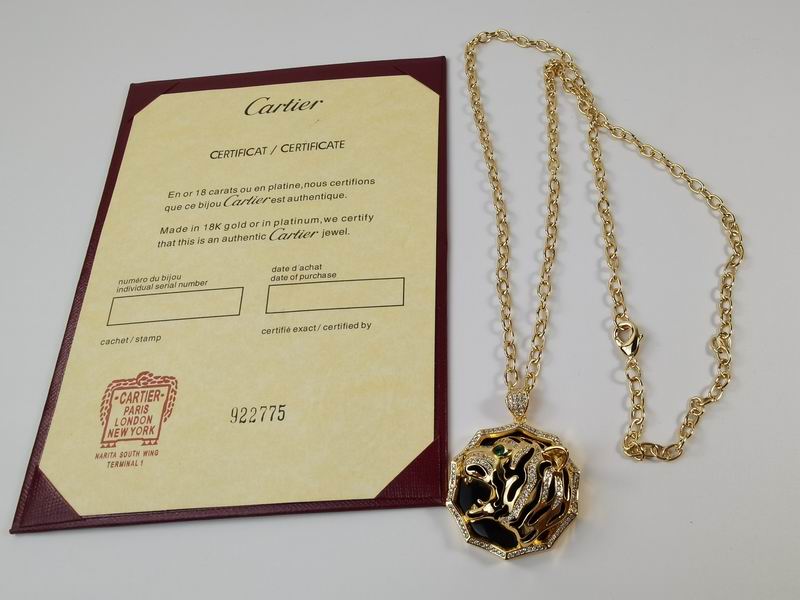 Cartier
CERTIFICAT / CERTIFICATE
En or 18 carats ou en platine,nous certifions
que ce bijou Cartier est authentique.
Made in 18K gold or in platinum,we certify
that this is an authentic Cartier jewel.
numéro du bijou
individual serial number
date d'achat
date of purchase
cachet / stamp
certifié exact / certified by
-CARTIER-
PARIS
LONDON
NEW YORK
NARITA SOUTH WING
TERMINAL 1
922775